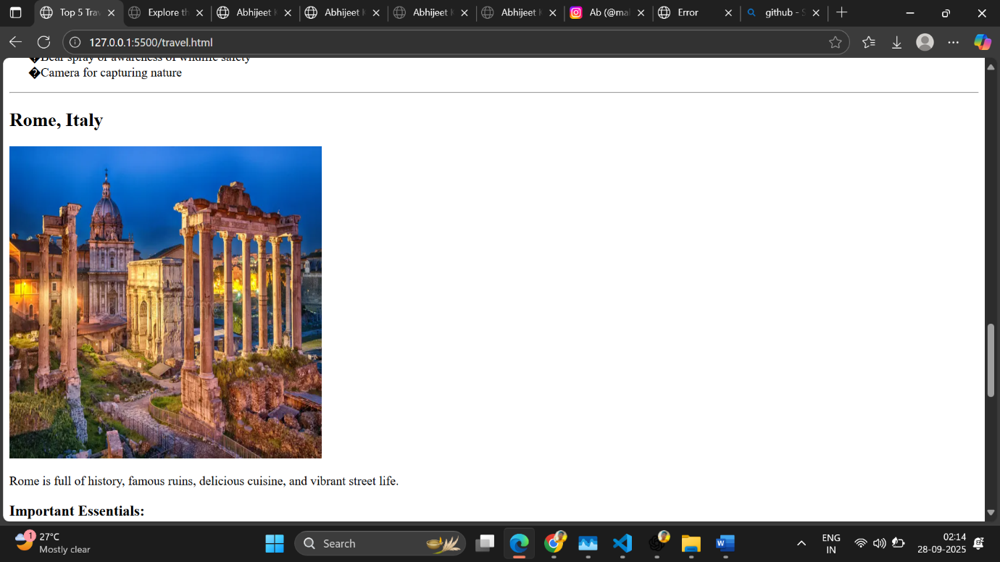 Top 5 Tra
Explore th
Abhijeet K
Abhijeet K
Abhijeet K
Abhijeet K
Ab (@mal
Error
github - S
127.0.0.1:5500/travel.html
�Bear spray or awareness of wildlife safety
�Camera for capturing nature
Rome, Italy
Rome is full of history, famous ruins, delicious cuisine, and vibrant street life.
Important Essentials:
1
27°C
Mostly clear
Search
ENG
IN
02:14
28-09-2025